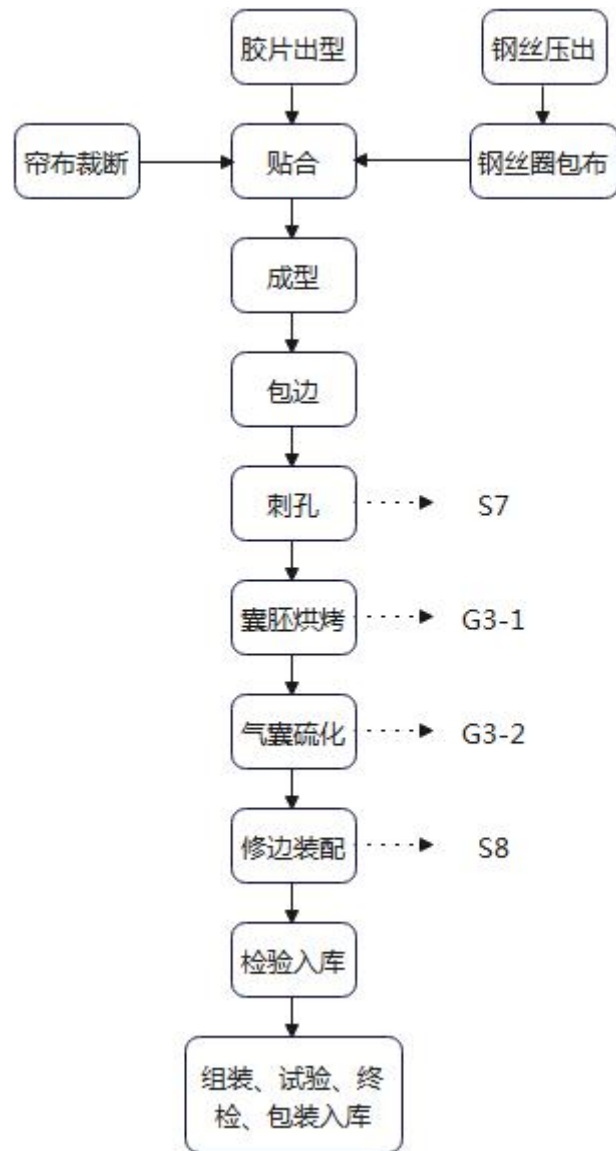 胶片出型
钢丝压出
帘布裁断
贴合
钢丝圈包布
成型
包边
刺孔
S7
囊胚烘烤
G3-1
气囊硫化
G3-2
修边装配
S8
检验入库
组装、试验、终
检、包装入库